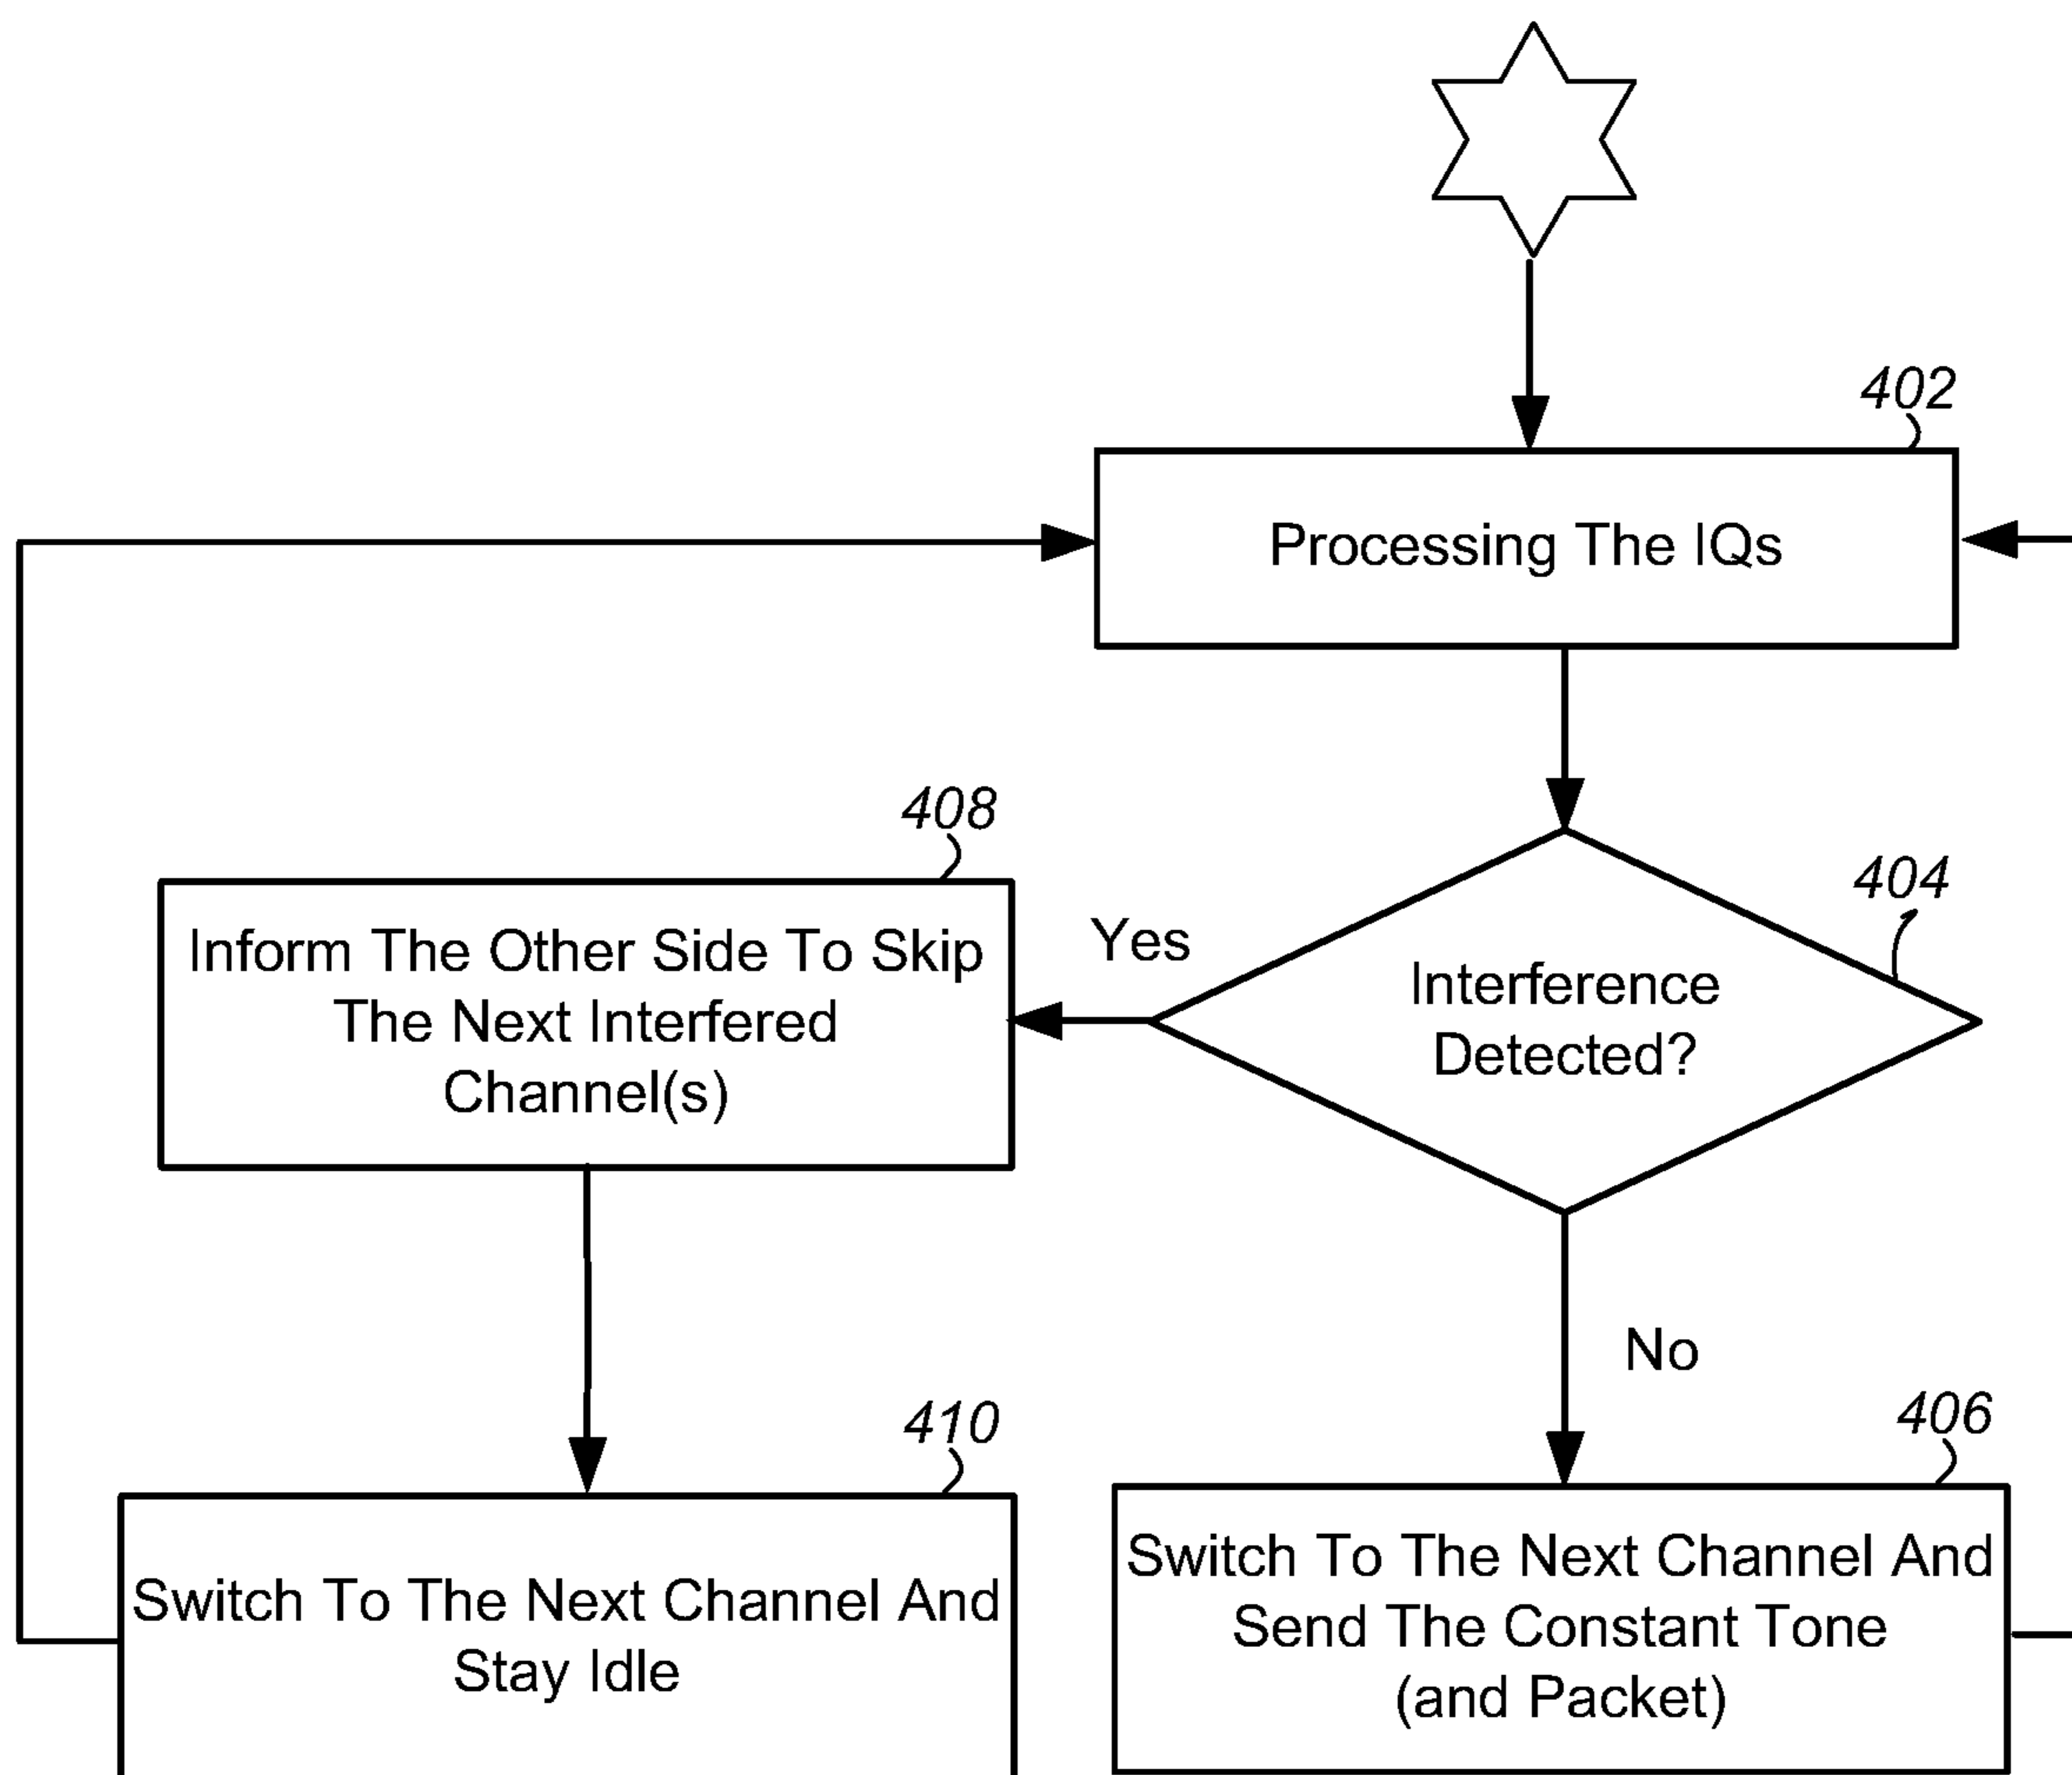 402
Processing The IQs
408
404
Inform The Other Side To Skip
The Next Interfered
Channel(s)
Yes
Interference
Detected?
No
410
406
Switch To The Next Channel And
Stay Idle
Switch To The Next Channel And
Send The Constant Tone
(and Packet)